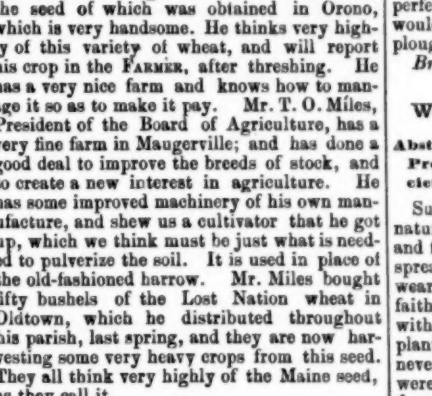 he seed of which was obtained in Orono,
which is very handsome. He thinks very high-
y of this variety of wheat, and will report
his crop in the FARMER, after threshing. He
has a very nice farm and knows how to man-
ge it so as to make it pay. Mr. T. O. Miles,
President of the Board of Agriculture, has a
very fine farm in Maugerville; and has done a
good deal to improve the breeds of stock, and
to create a new interest in agriculture. He
has some improved machinery of his own man-
ufacture, and shew us a cultivator that he got
up, which we think must be just what is need-
ed to pulverize the soil. It is used in place of
the old-fashioned harrow. Mr. Miles bought
fifty bushels of the Lost Nation wheat in
Oldtown, which he distributed throughout
his parish, last spring, and they are now har-
vesting some very heavy crops from this seed.
They all think very highly of the Maine seed,
as they call it.
perfe
would
ploug
Br
W
Abst
Pro
cie
Su
natur
and t
sprea
wear
faith
with
plan
neve
were